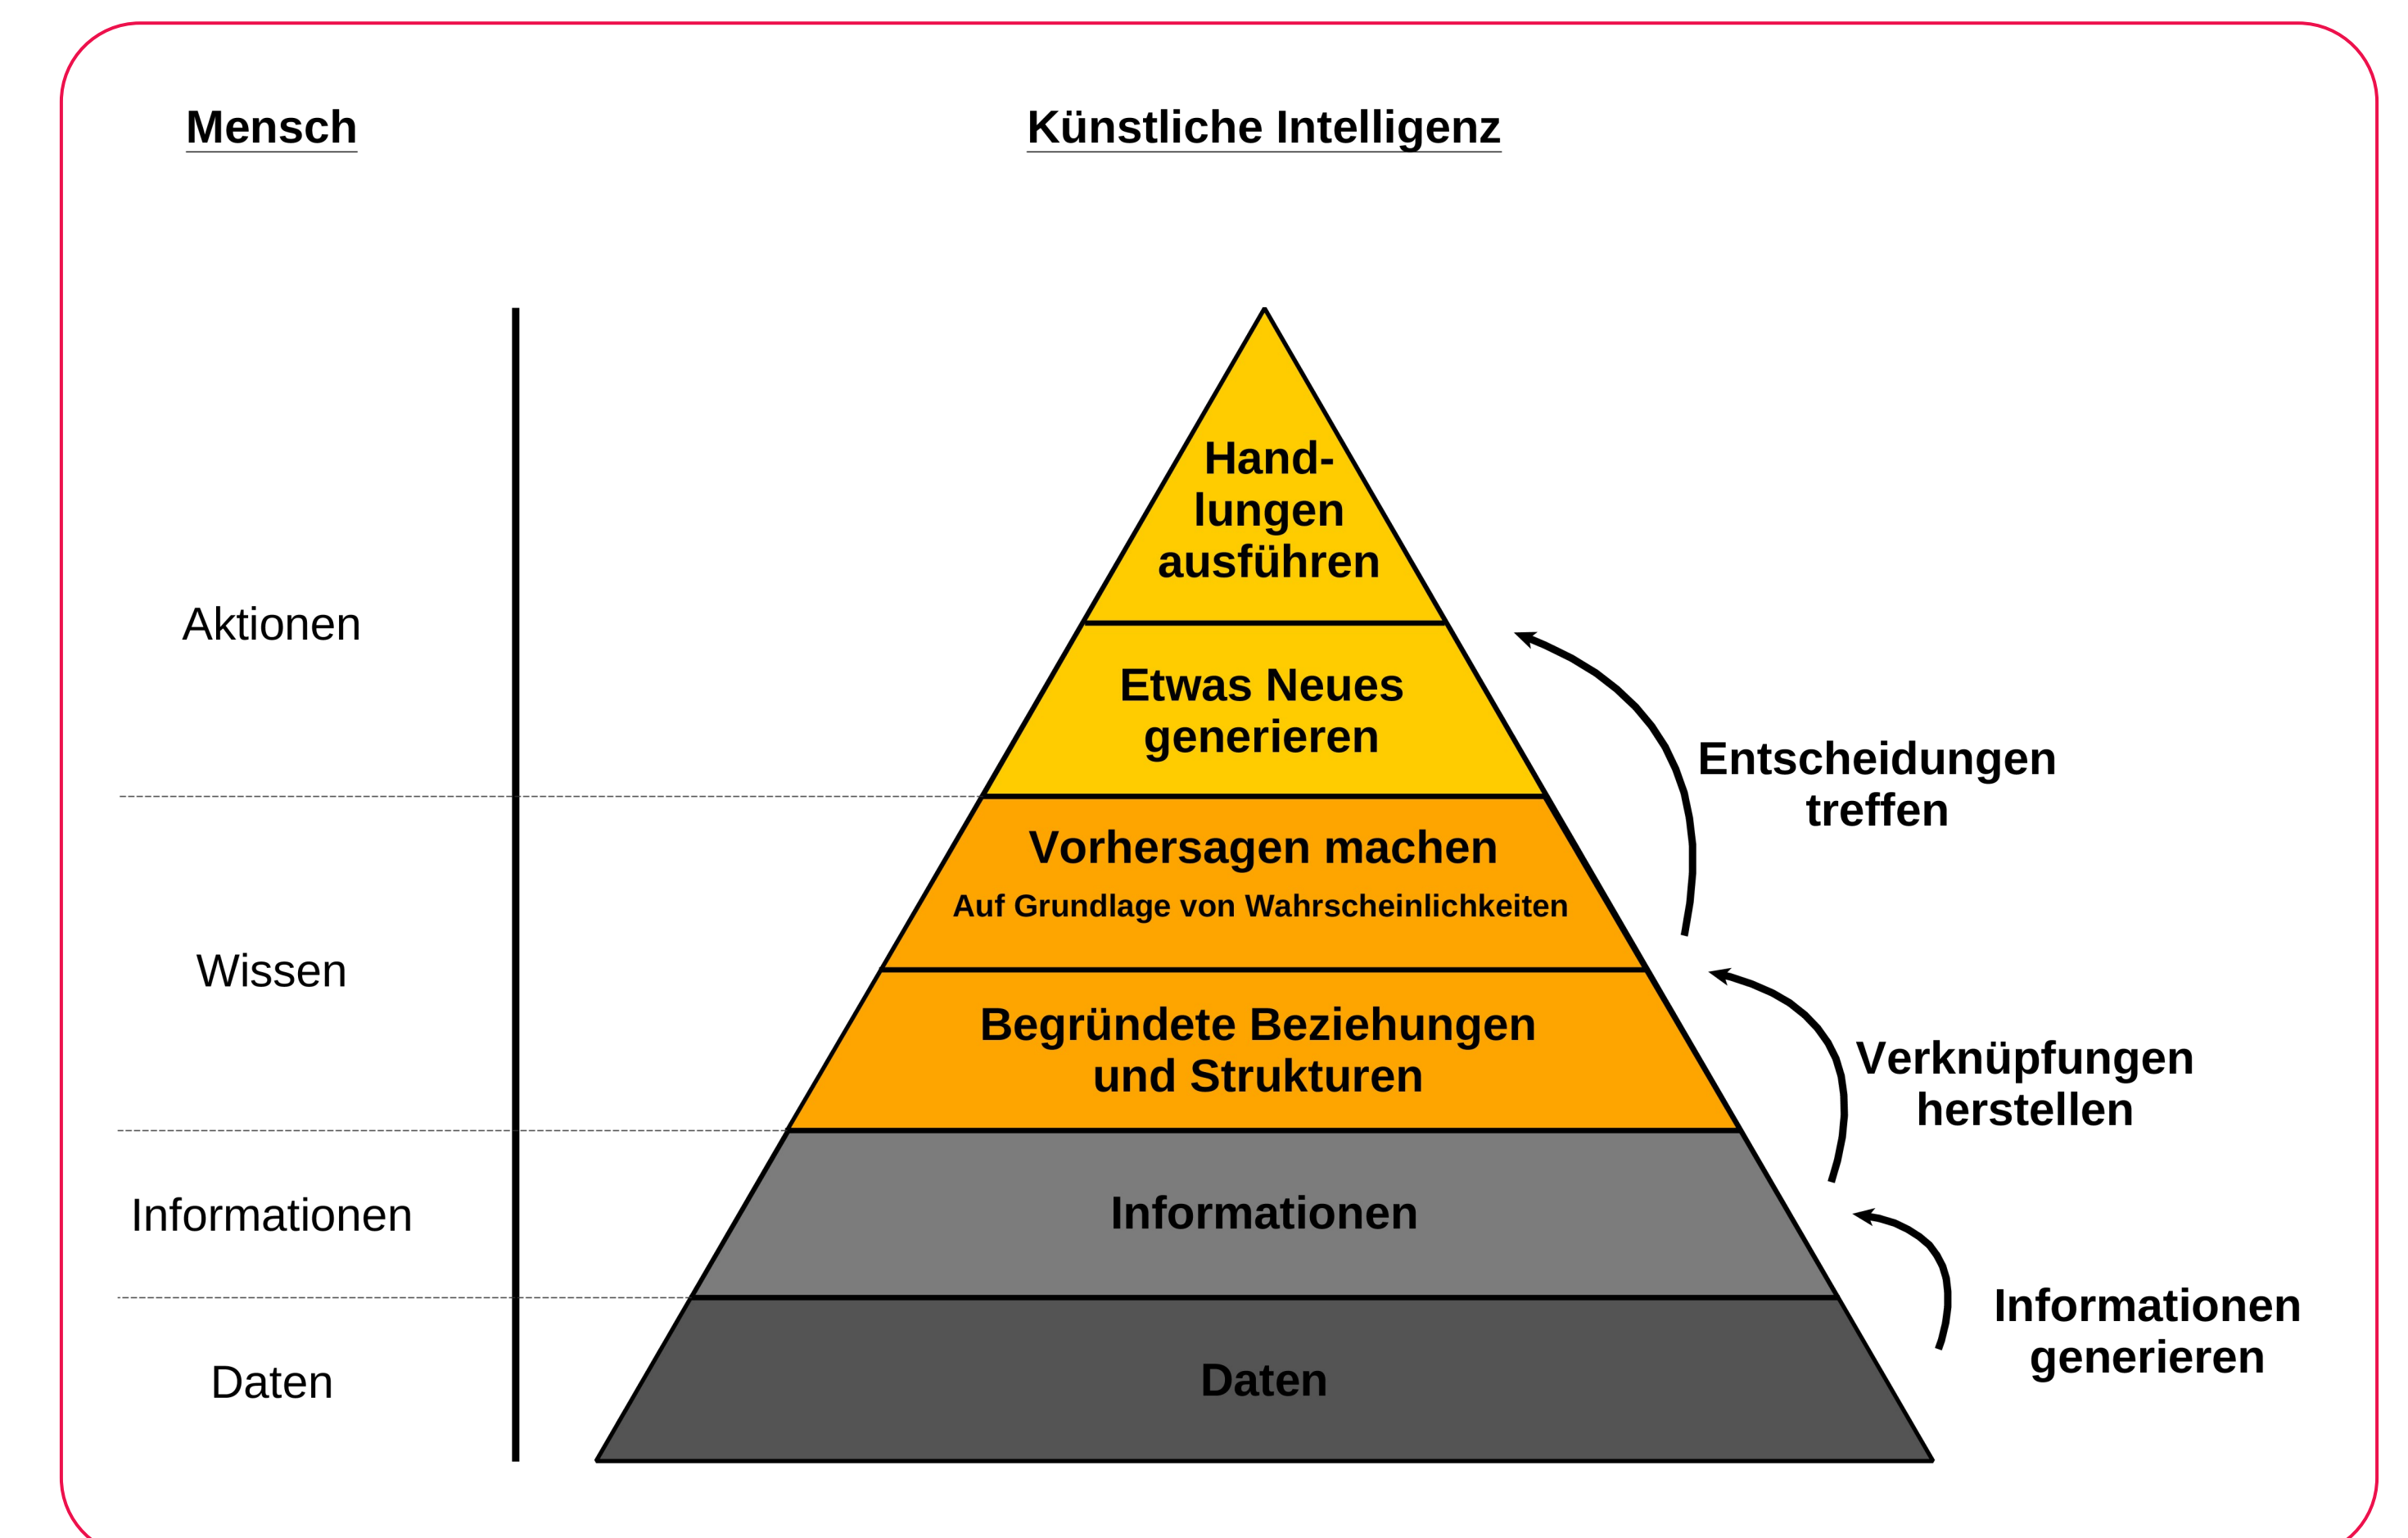 Mensch
Künstliche Intelligenz
Hand-
lungen
ausführen
Aktionen
Etwas Neues
generieren
Entscheidungen
treffen
Vorhersagen machen
Auf Grundlage von Wahrscheinlichkeiten
Wissen
Begründete Beziehungen
und Strukturen
Verknüpfungen
herstellen
Informationen
Informationen
Informationen
generieren
Daten
Daten